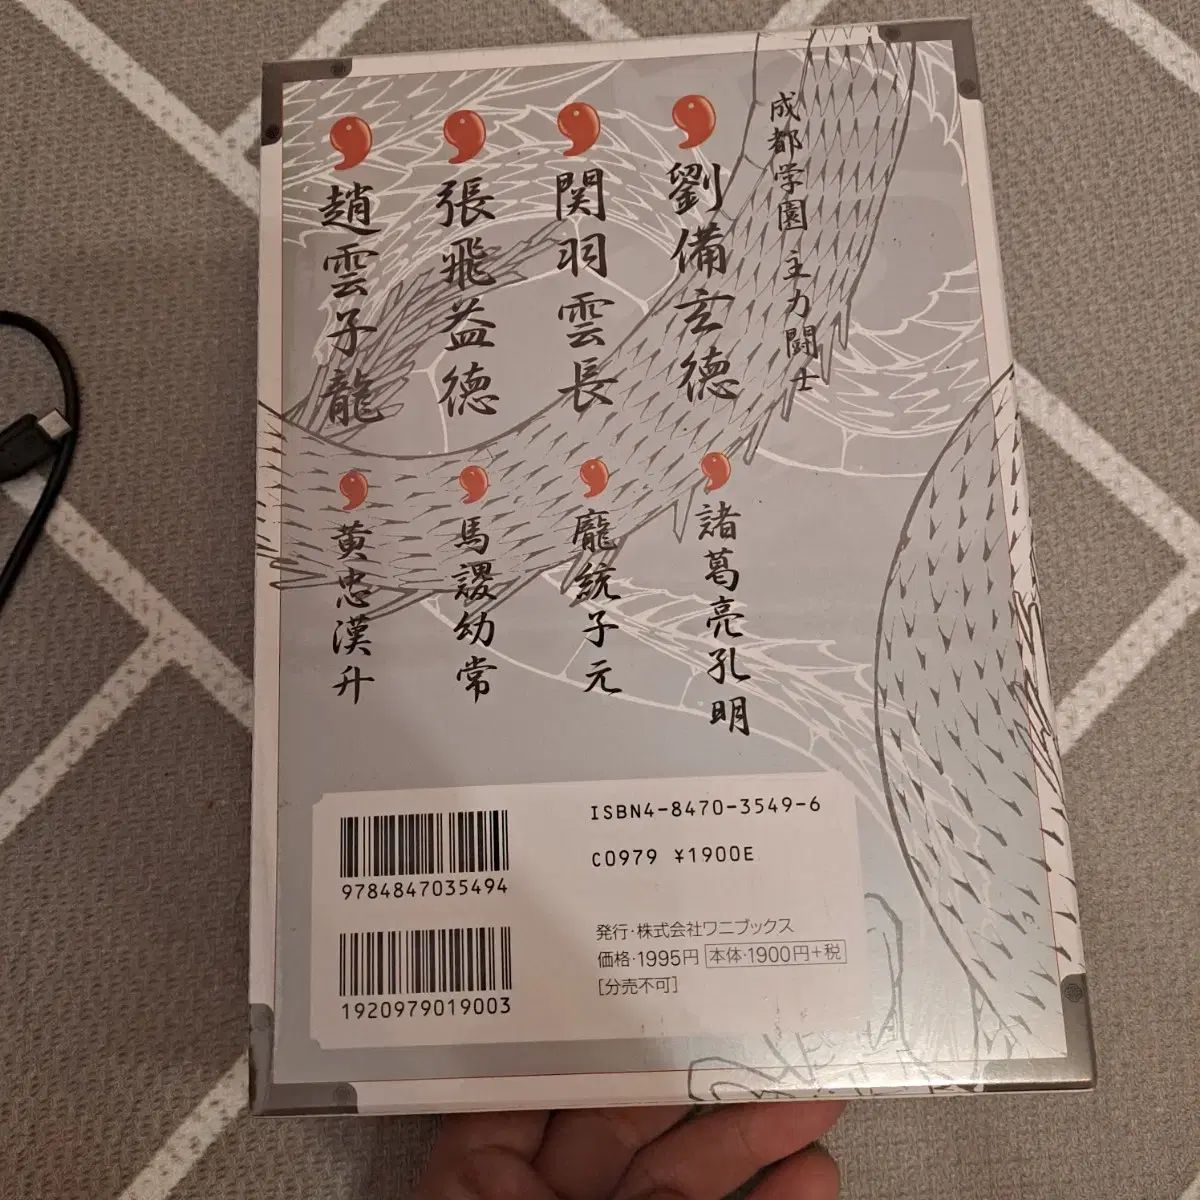 成都学園 主力闘士
劉備玄徳
関羽雲長
張飛益徳
趙雲子龍
諸葛亮孔明
龐統子元
馬謖幼常
黄忠漢升
ISBN4-8470-3549-6
C0979 ¥1900E
9784847035494
1920979019003
発行・株式会社ワニブックス
価格・1995円 本体・1900円+税
[分売不可]